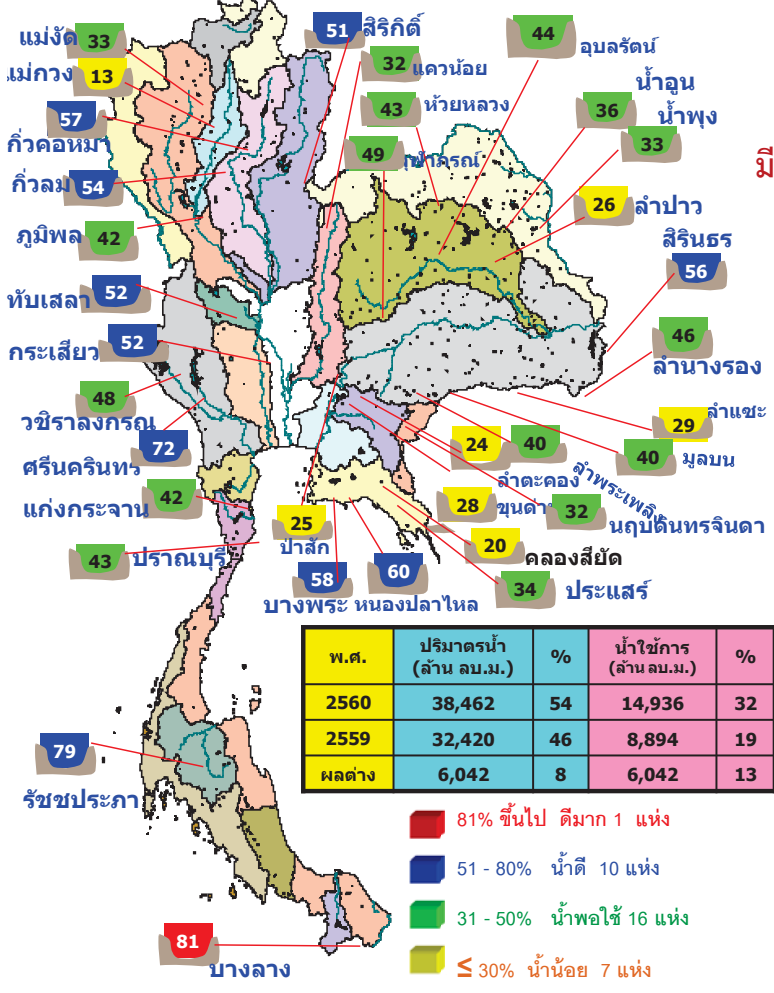 51 สิริกิติ์
44 อุบลรัตน์
แม่งัด 33
32 แควน้อย
แม่กวง 13
43 ห้วยหลวง
น้ำอูน
36 น้ำพุง
57
33
กิ่วคอหมา
49
มี
กิ่วลม 54
26 ลำปาว
ภูมิพล 42
สิรินธร
56
ทับเสลา 52
กระเสียว 52
46
ลำนางรอง
48
วชิราลงกรณ
29 ลำแชะ
72
ศรีนครินทร
24
40
40 มูลบน
ลำตะคอง
ลำพระเพลิง
แก่งกระจาน 42
28 ขุนด่าน
32 นฤบดินทรจินดา
25
ป่าสัก
20 คลองสียัด
43 ปราณบุรี
58
60
34 ประแสร์
บางพระ หนองปลาไหล
พ.ศ. ปริมาตรน้ำ (ล้าน ลบ.ม.) % น้ำใช้การ (ล้าน ลบ.ม.) %
2560 38,462 54 14,936 32
2559 32,420 46 8,894 19
ผลต่าง 6,042 8 6,042 13
79
รัชชประภา
81% ขึ้นไป ดีมาก 1 แห่ง
51 - 80% น้ำดี 10 แห่ง
31 - 50% น้ำพอใช้ 16 แห่ง
≤ 30% น้ำน้อย 7 แห่ง
81
บางลาง